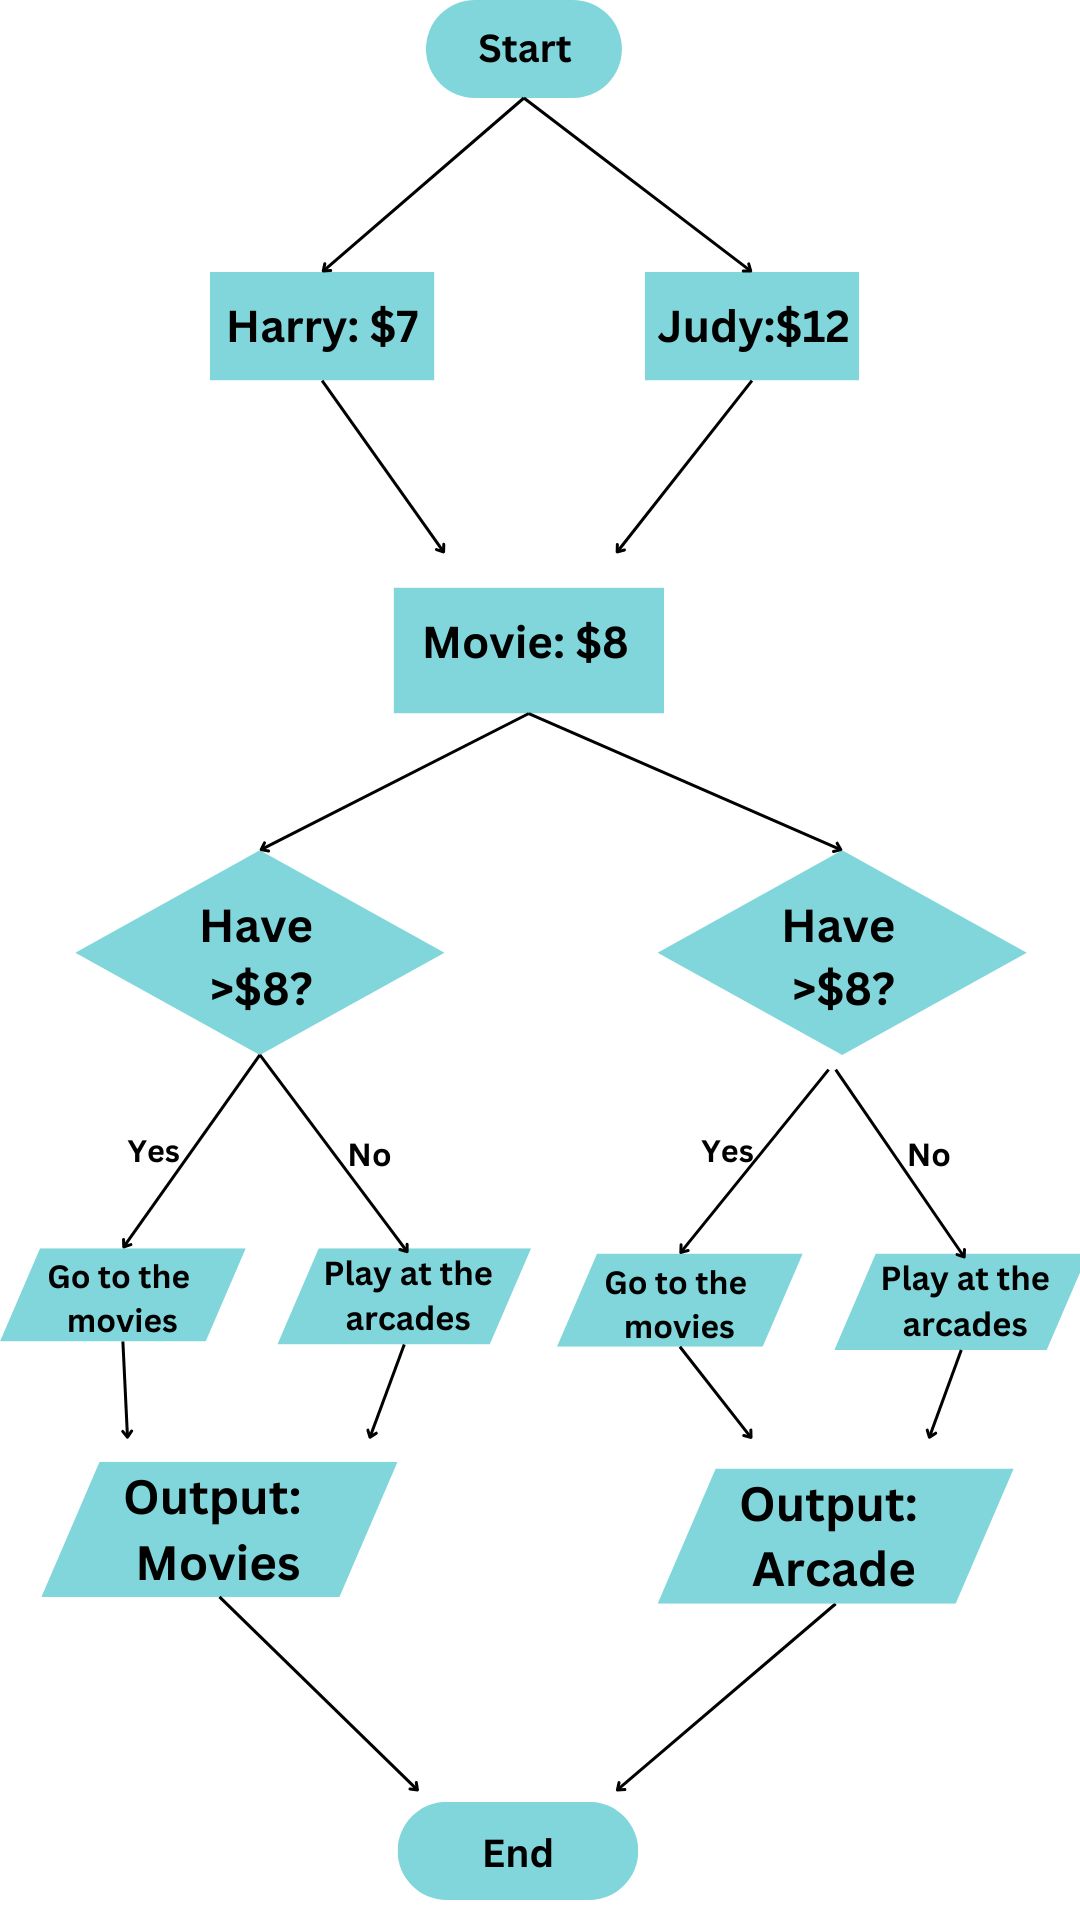 Start
Harry: $7
Judy:$12
Movie: $8
Have
>$8?
Have
>$8?
Yes
No
Yes
No
Go to the
movies
Play at the
arcades
Go to the
movies
Play at the
arcades
Output:
Movies
Output:
Arcade
End